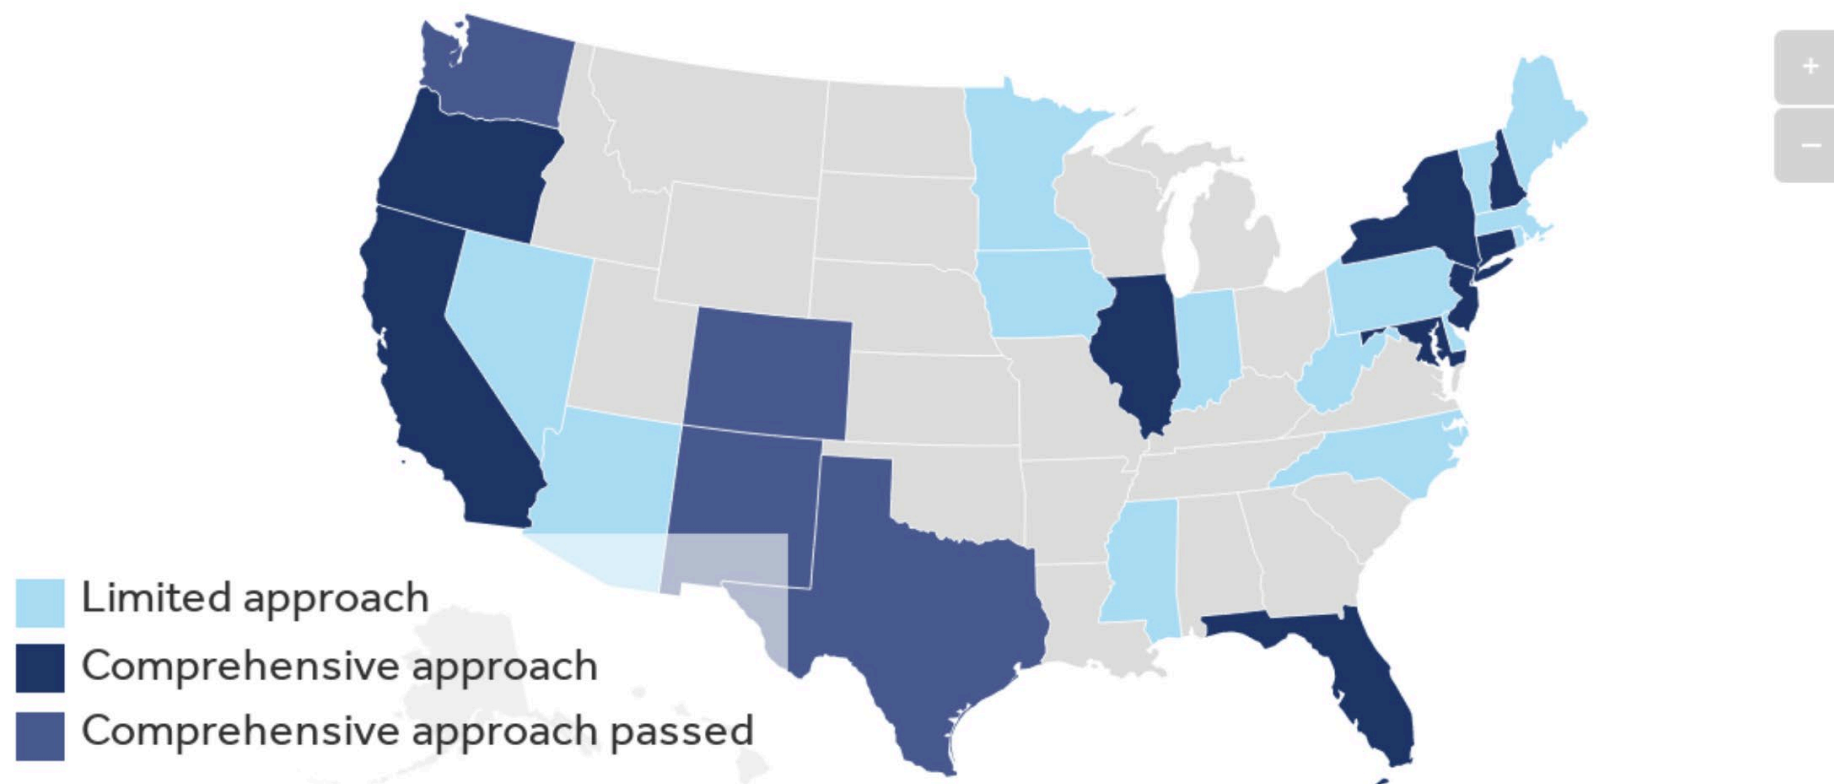 +
−
Limited approach
Comprehensive approach
Comprehensive approach passed